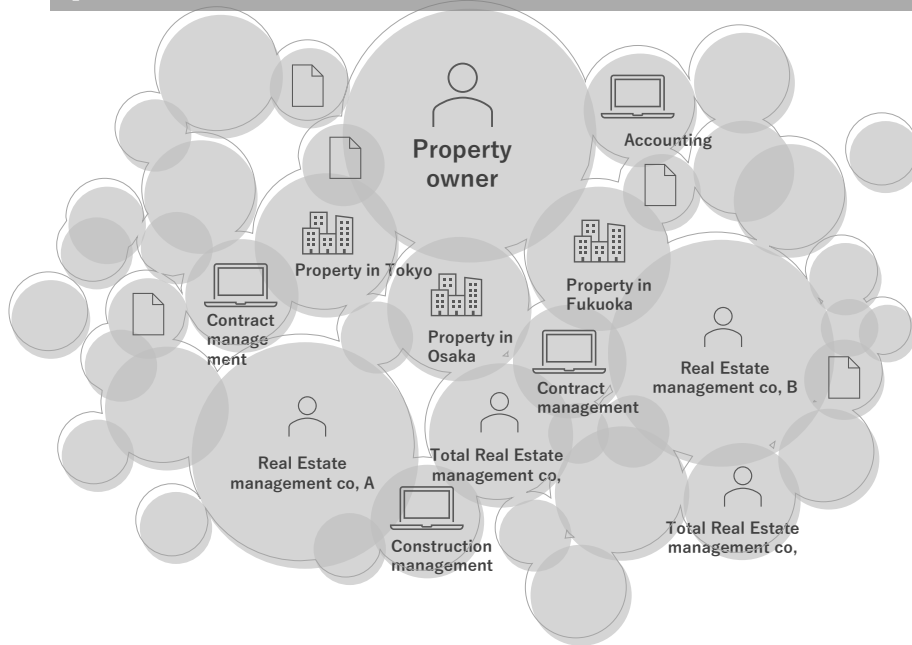 Property
owner
Accounting
Property in Tokyo
Property in
Fukuoka
Property in
Osaka
Contract
manage
ment
Contract
management
Real Estate
management co, B
Real Estate
management co, A
Total Real Estate
management co,
Total Real Estate
management co,
Construction
management